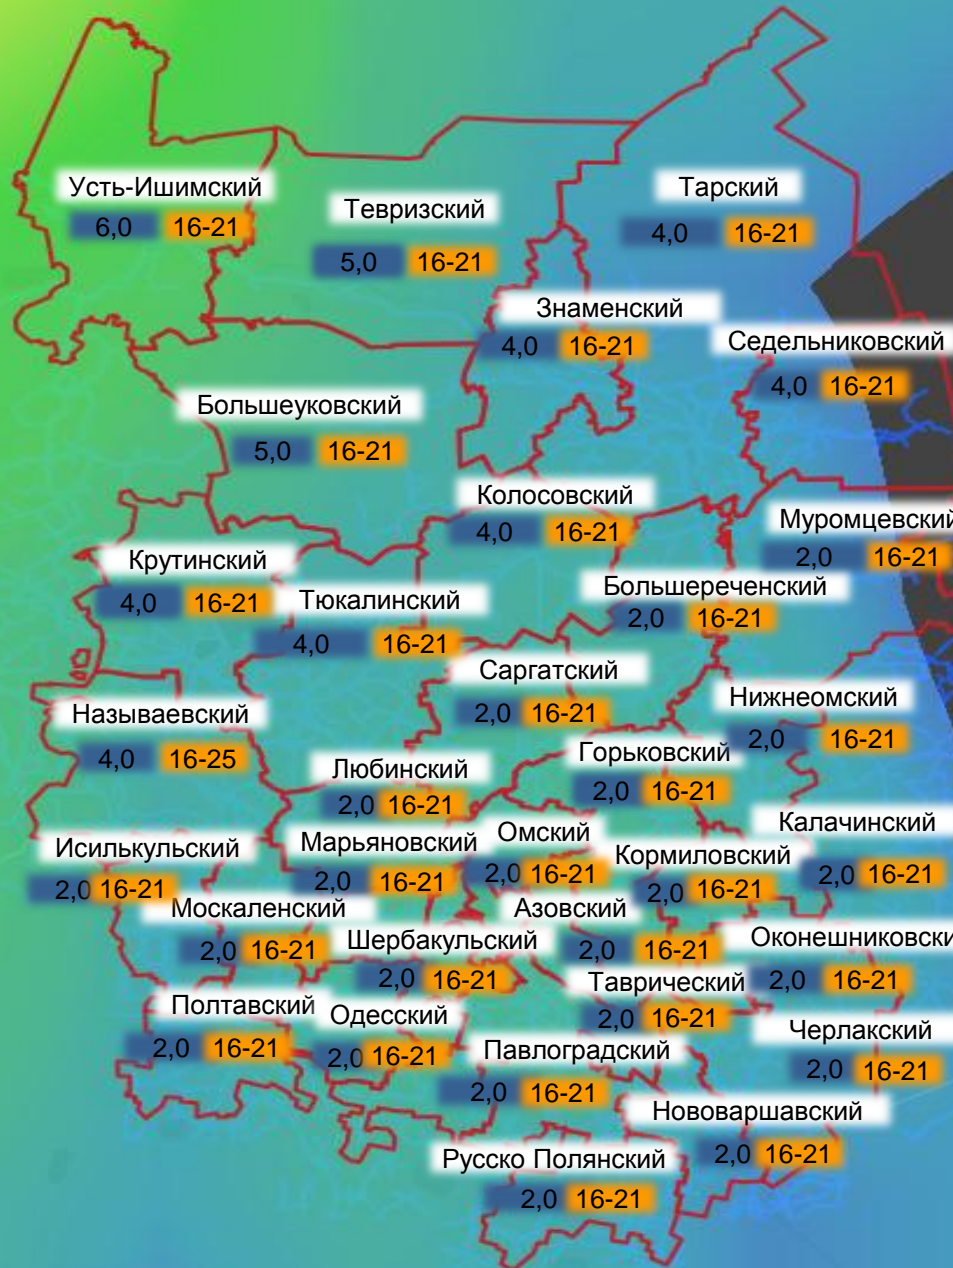 Усть-Ишимский
6,0 16-21
Тевризский
5,0 16-21
Тарский
4,0 16-21
Знаменский
4,0 16-21
Седельниковский
4,0 16-21
Большеуковский
5,0 16-21
Колосовский
4,0 16-21
Муромцевский
2,0 16-21
Крутинский
4,0 16-21
Тюкалинский
4,0 16-21
Большереченский
2,0 16-21
Саргатский
2,0 16-21
Нижнеомский
2,0 16-21
Называевский
4,0 16-25
Любинский
2,0 16-21
Горьковский
2,0 16-21
Исилькульский
2,0 16-21
Марьяновский
2,0 16-21
Омский
2,0 16-21
Кормиловский
2,0 16-21
Калачинский
2,0 16-21
Москаленский
2,0 16-21
Шербакульский
2,0 16-21
Азовский
2,0 16-21
Оконешниковски
2,0 16-21
Таврический
2,0 16-21
Полтавский
2,0 16-21
Одесский
2,0 16-21
Павлоградский
2,0 16-21
Черлакский
2,0 16-21
Нововаршавский
2,0 16-21
Русско Полянский
2,0 16-21